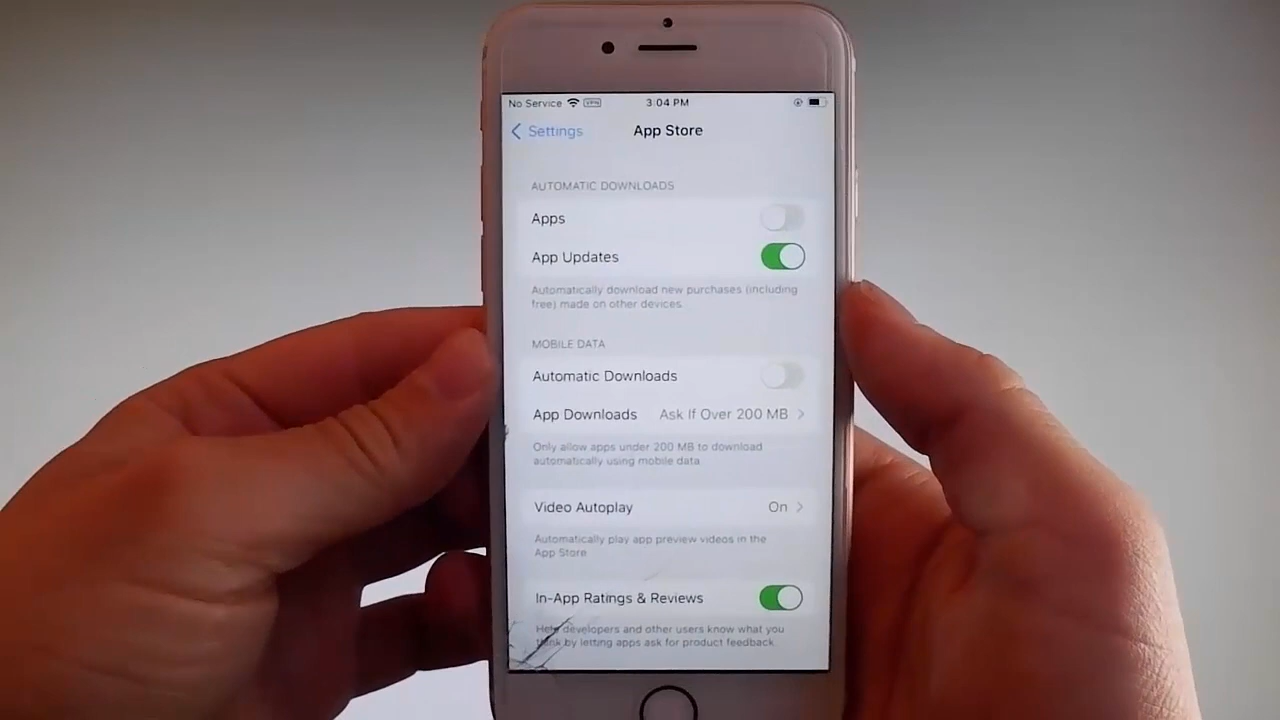 No Service VPN 3:04 PM
Settings App Store
AUTOMATIC DOWNLOADS
Apps
App Updates
Automatically download new purchases (including
free) made on other devices.
MOBILE DATA
Automatic Downloads
App Downloads Ask If Over 200 MB
Only allow apps under 200 MB to download
automatically using mobile data.
Video Autoplay On
Automatically play app preview videos in the
App Store
In-App Ratings & Reviews
Help developers and other users know what you
think by letting apps ask for product feedback.